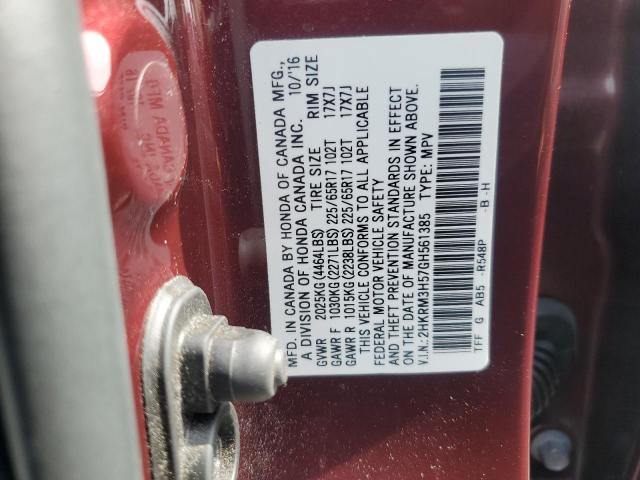 MFD. IN CANADA BY HONDA OF CANADA MFG.,
A DIVISION OF HONDA CANADA INC. 10/'16
GVWR 2025KG(4464LBS) TIRE SIZE RIM SIZE
GAWR F 1030KG(2271LBS) 225/65R17 102T 17X7J
GAWR R 1015KG(2238LBS) 225/65R17 102T 17X7J
THIS VEHICLE CONFORMS TO ALL APPLICABLE
FEDERAL MOTOR VEHICLE SAFETY
AND THEFT PREVENTION STANDARDS IN EFFECT
ON THE DATE OF MANUFACTURE SHOWN ABOVE.
V.I.N.: 2HKRM3H57GH561385 TYPE: MPV
TFF G AB5 -R548P -B -H